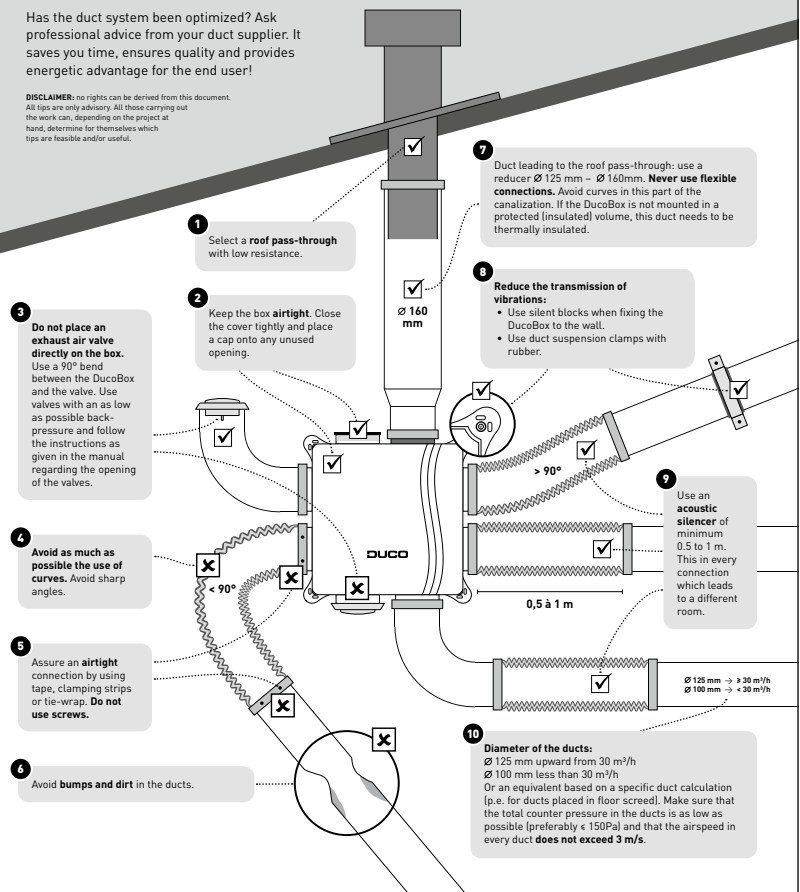 Has the duct system been optimized? Ask
professional advice from your duct supplier. It
saves you time, ensures quality and provides
energetic advantage for the end user!
DISCLAIMER: no rights can be derived from this document.
All tips are only advisory. All those carrying out
the work can, depending on the project at
hand, determine for themselves which
tips are feasible and/or useful.
1
Select a roof pass-through
with low resistance.
2
Keep the box airtight. Close
the cover tightly and place
a cap onto any unused
opening.
3
Do not place an
exhaust air valve
directly on the box.
Use a 90° bend
between the DucoBox
and the valve. Use
valves with an as low
as possible back-
pressure and follow
the instructions as
given in the manual
regarding the opening
of the valves.
4
Avoid as much as
possible the use of
curves. Avoid sharp
angles.
5
Assure an airtight
connection by using
tape, clamping strips
or tie-wrap. Do not
use screws.
6
Avoid bumps and dirt in the ducts.
7
Duct leading to the roof pass-through: use a
reducer Ø 125 mm – Ø 160mm. Never use flexible
connections. Avoid curves in this part of the
canalization. If the DucoBox is not mounted in a
protected (insulated) volume, this duct needs to be
thermally insulated.
8
Reduce the transmission of
vibrations:
• Use silent blocks when fixing the
DucoBox to the wall.
• Use duct suspension clamps with
rubber.
9
Use an
acoustic
silencer of
minimum
0.5 to 1 m.
This in every
connection
which leads
to a different
room.
10
Diameter of the ducts:
Ø 125 mm upward from 30 m³/h
Ø 100 mm less than 30 m³/h
Or an equivalent based on a specific duct calculation
(p.e. for ducts placed in floor screed). Make sure that
the total counter pressure in the ducts is as low as
possible (preferably ≤ 150Pa) and that the airspeed in
every duct does not exceed 3 m/s.
Ø 160
mm
> 90°
< 90°
DUCO
0,5 à 1 m
Ø 125 mm → ≥ 30 m³/h
Ø 100 mm → < 30 m³/h